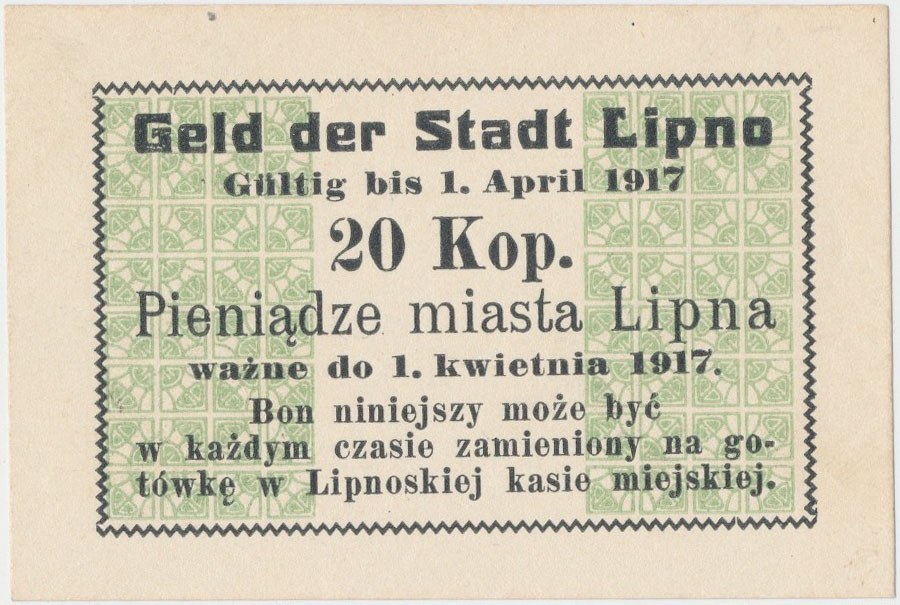 Geld der Stadt Lipno
Gültig bis 1. April 1917
20 Kop.
Pieniądze miasta Lipna
ważne do 1. kwietnia 1917.
Bon niniejszy może być
w każdym czasie zamieniony na go-
tówkę w Lipnoskiej kasie miejskiej.